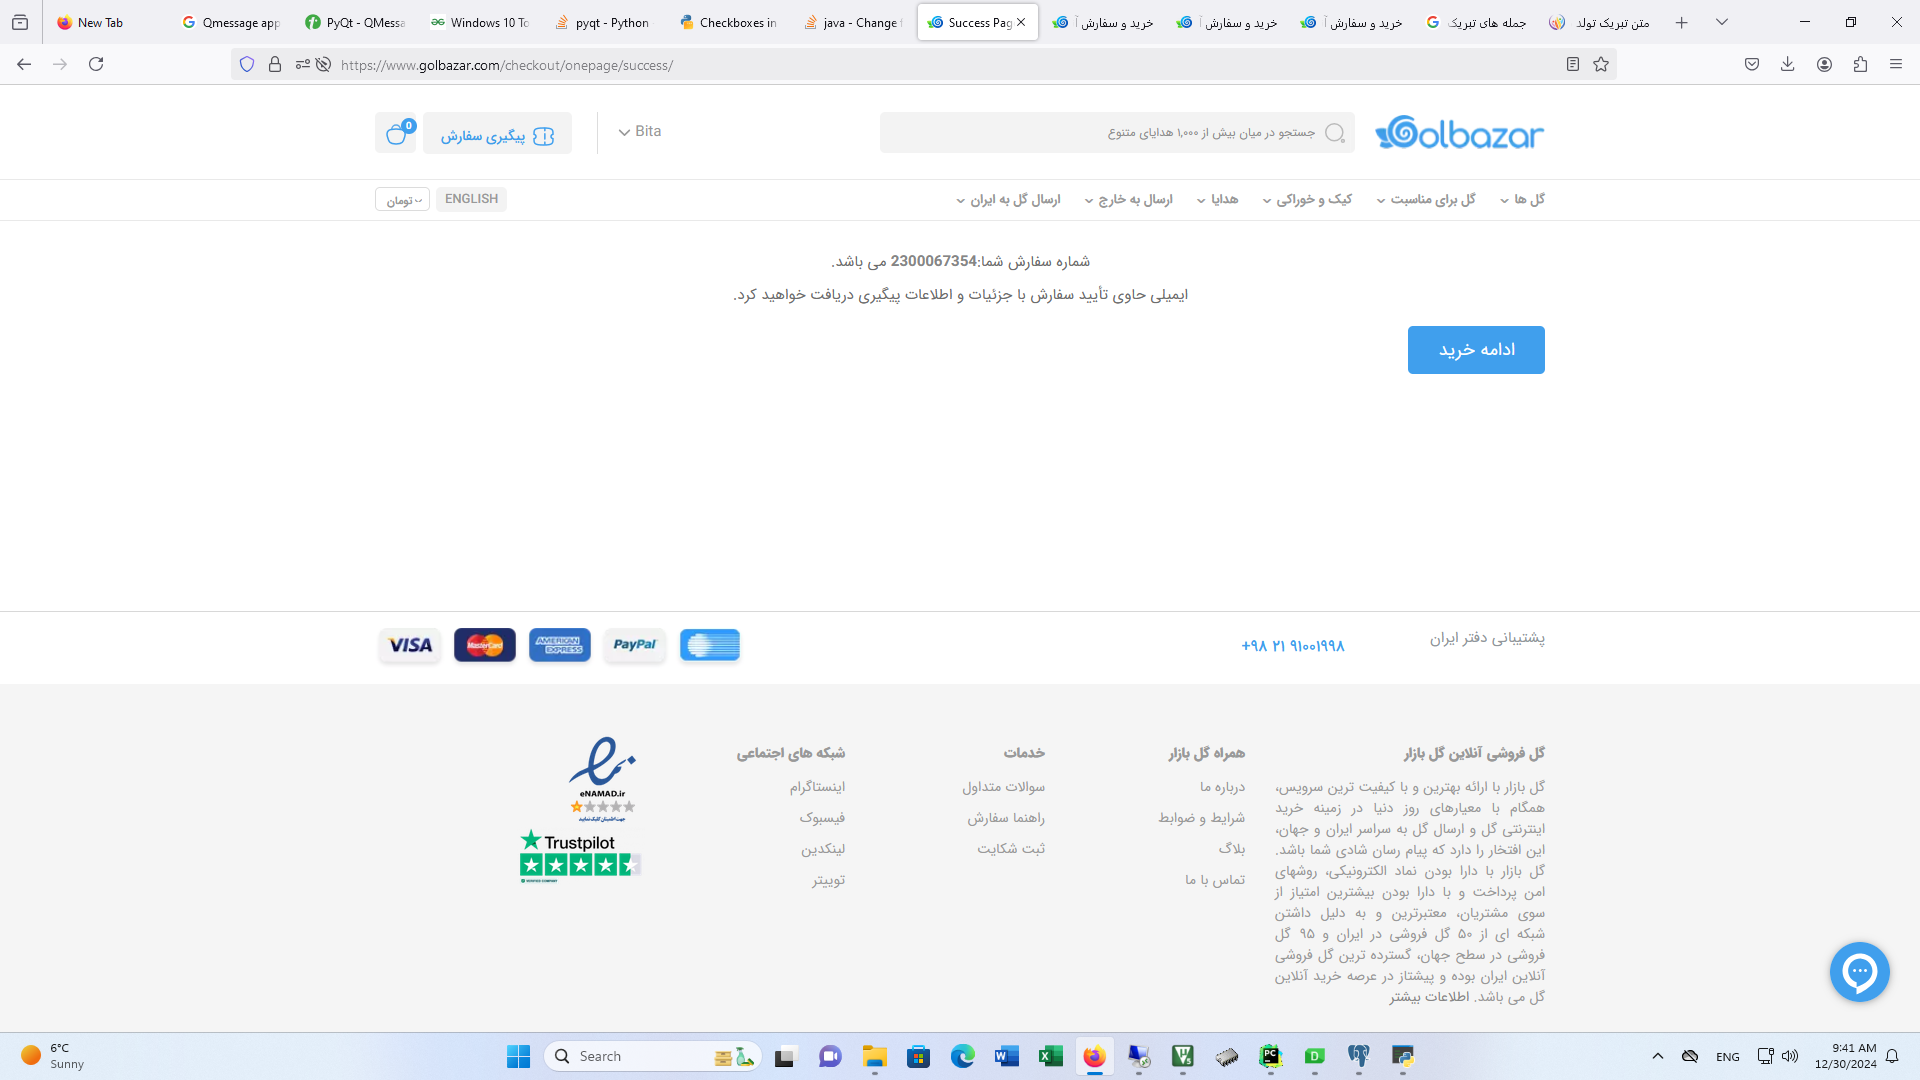 New Tab
Qmessage app
PyQt - QMessa
Windows 10 To
pyqt - Python
Checkboxes in
java - Change f
Success Pag
خرید و سفارش آ
خرید و سفارش آ
خرید و سفارش آ
جمله های تبریک
متن تبریک تولد
https://www.golbazar.com/checkout/onepage/success/
0
پیگیری سفارش
Bita
جستجو در میان بیش از ۱,۰۰۰ هدایای متنوع
Golbazar
گل ها
گل برای مناسبت
کیک و خوراکی
هدایا
ارسال به خارج
ارسال گل به ایران
ENGLISH
تومان
شماره سفارش شما:2300067354 می باشد.
ایمیلی حاوی تأیید سفارش با جزئیات و اطلاعات پیگیری دریافت خواهید کرد.
ادامه خرید
پشتیبانی دفتر ایران
+۹۸ ۲۱ ۹۱۰۰۱۹۹۸
VISA
MasterCard
AMERICAN EXPRESS
PayPal
گل فروشی آنلاین گل بازار
گل بازار با ارائه بهترین و با کیفیت ترین سرویس،
همگام با معیارهای روز دنیا در زمینه خرید
اینترنتی گل و ارسال گل به سراسر ایران و جهان،
این افتخار را دارد که پیام رسان شادی شما باشد.
گل بازار با دارا بودن نماد الکترونیکی، روشهای
امن پرداخت و با دارا بودن بیشترین امتیاز از
سوی مشتریان، معتبرترین و به دلیل داشتن
شبکه ای از ۵۰ گل فروشی در ایران و ۹۵ گل
فروشی در سطح جهان، گسترده ترین گل فروشی
آنلاین ایران بوده و پیشتاز در عرصه خرید آنلاین
گل می باشد. اطلاعات بیشتر
همراه گل بازار
درباره ما
شرایط و ضوابط
بلاگ
تماس با ما
خدمات
سوالات متداول
راهنما سفارش
ثبت شکایت
شبکه های اجتماعی
اینستاگرام
فیسبوک
لینکدین
توییتر
eNAMAD.ir
جهت اطمینان کلیک نمایید
Trustpilot
6°C
Sunny
Search
ENG
9:41 AM
12/30/2024